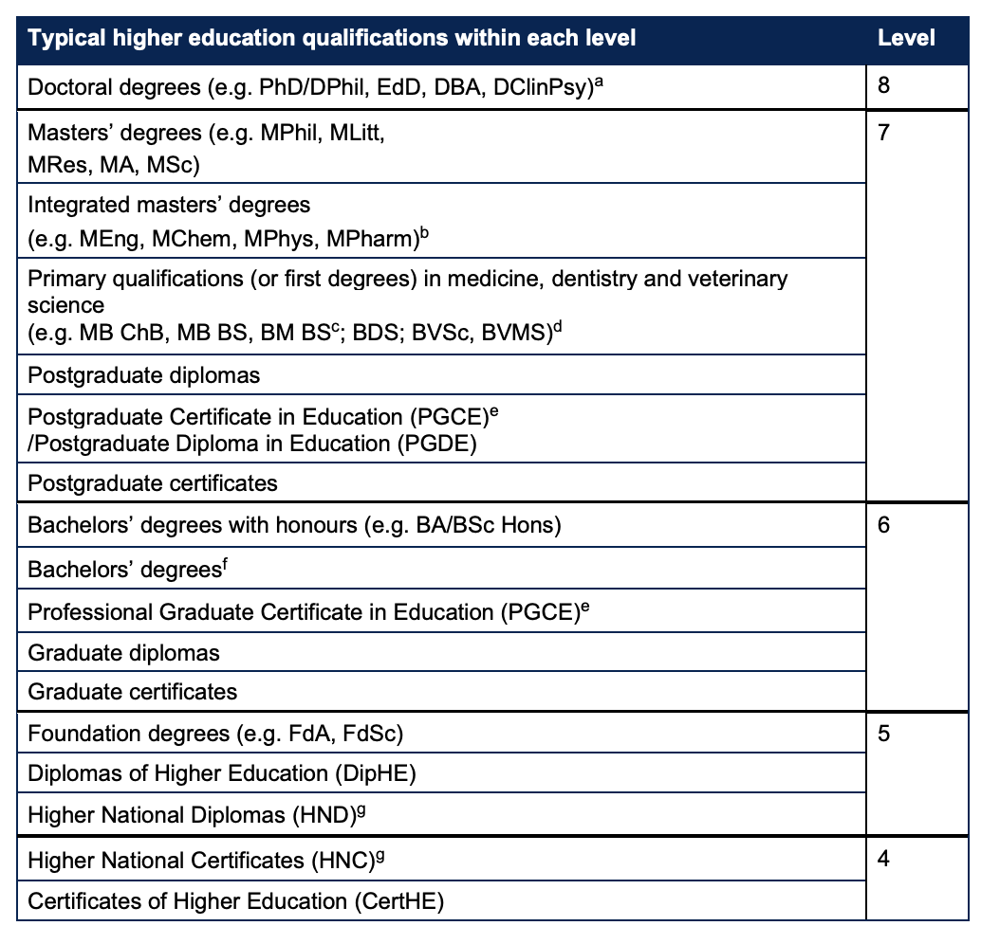 Typical higher education qualifications within each level Level
Doctoral degrees (e.g. PhD/DPhil, EdD, DBA, DClinPsy)ᵃ 8
Masters’ degrees (e.g. MPhil, MLitt, 7
MRes, MA, MSc)
Integrated masters’ degrees
(e.g. MEng, MChem, MPhys, MPharm)ᵇ
Primary qualifications (or first degrees) in medicine, dentistry and veterinary
science
(e.g. MB ChB, MB BS, BM BSᶜ; BDS; BVSc, BVMS)ᵈ
Postgraduate diplomas
Postgraduate Certificate in Education (PGCE)ᵉ
/Postgraduate Diploma in Education (PGDE)
Postgraduate certificates
Bachelors’ degrees with honours (e.g. BA/BSc Hons) 6
Bachelors’ degreesᶠ
Professional Graduate Certificate in Education (PGCE)ᵉ
Graduate diplomas
Graduate certificates
Foundation degrees (e.g. FdA, FdSc) 5
Diplomas of Higher Education (DipHE)
Higher National Diplomas (HND)ᵍ
Higher National Certificates (HNC)ᵍ 4
Certificates of Higher Education (CertHE)